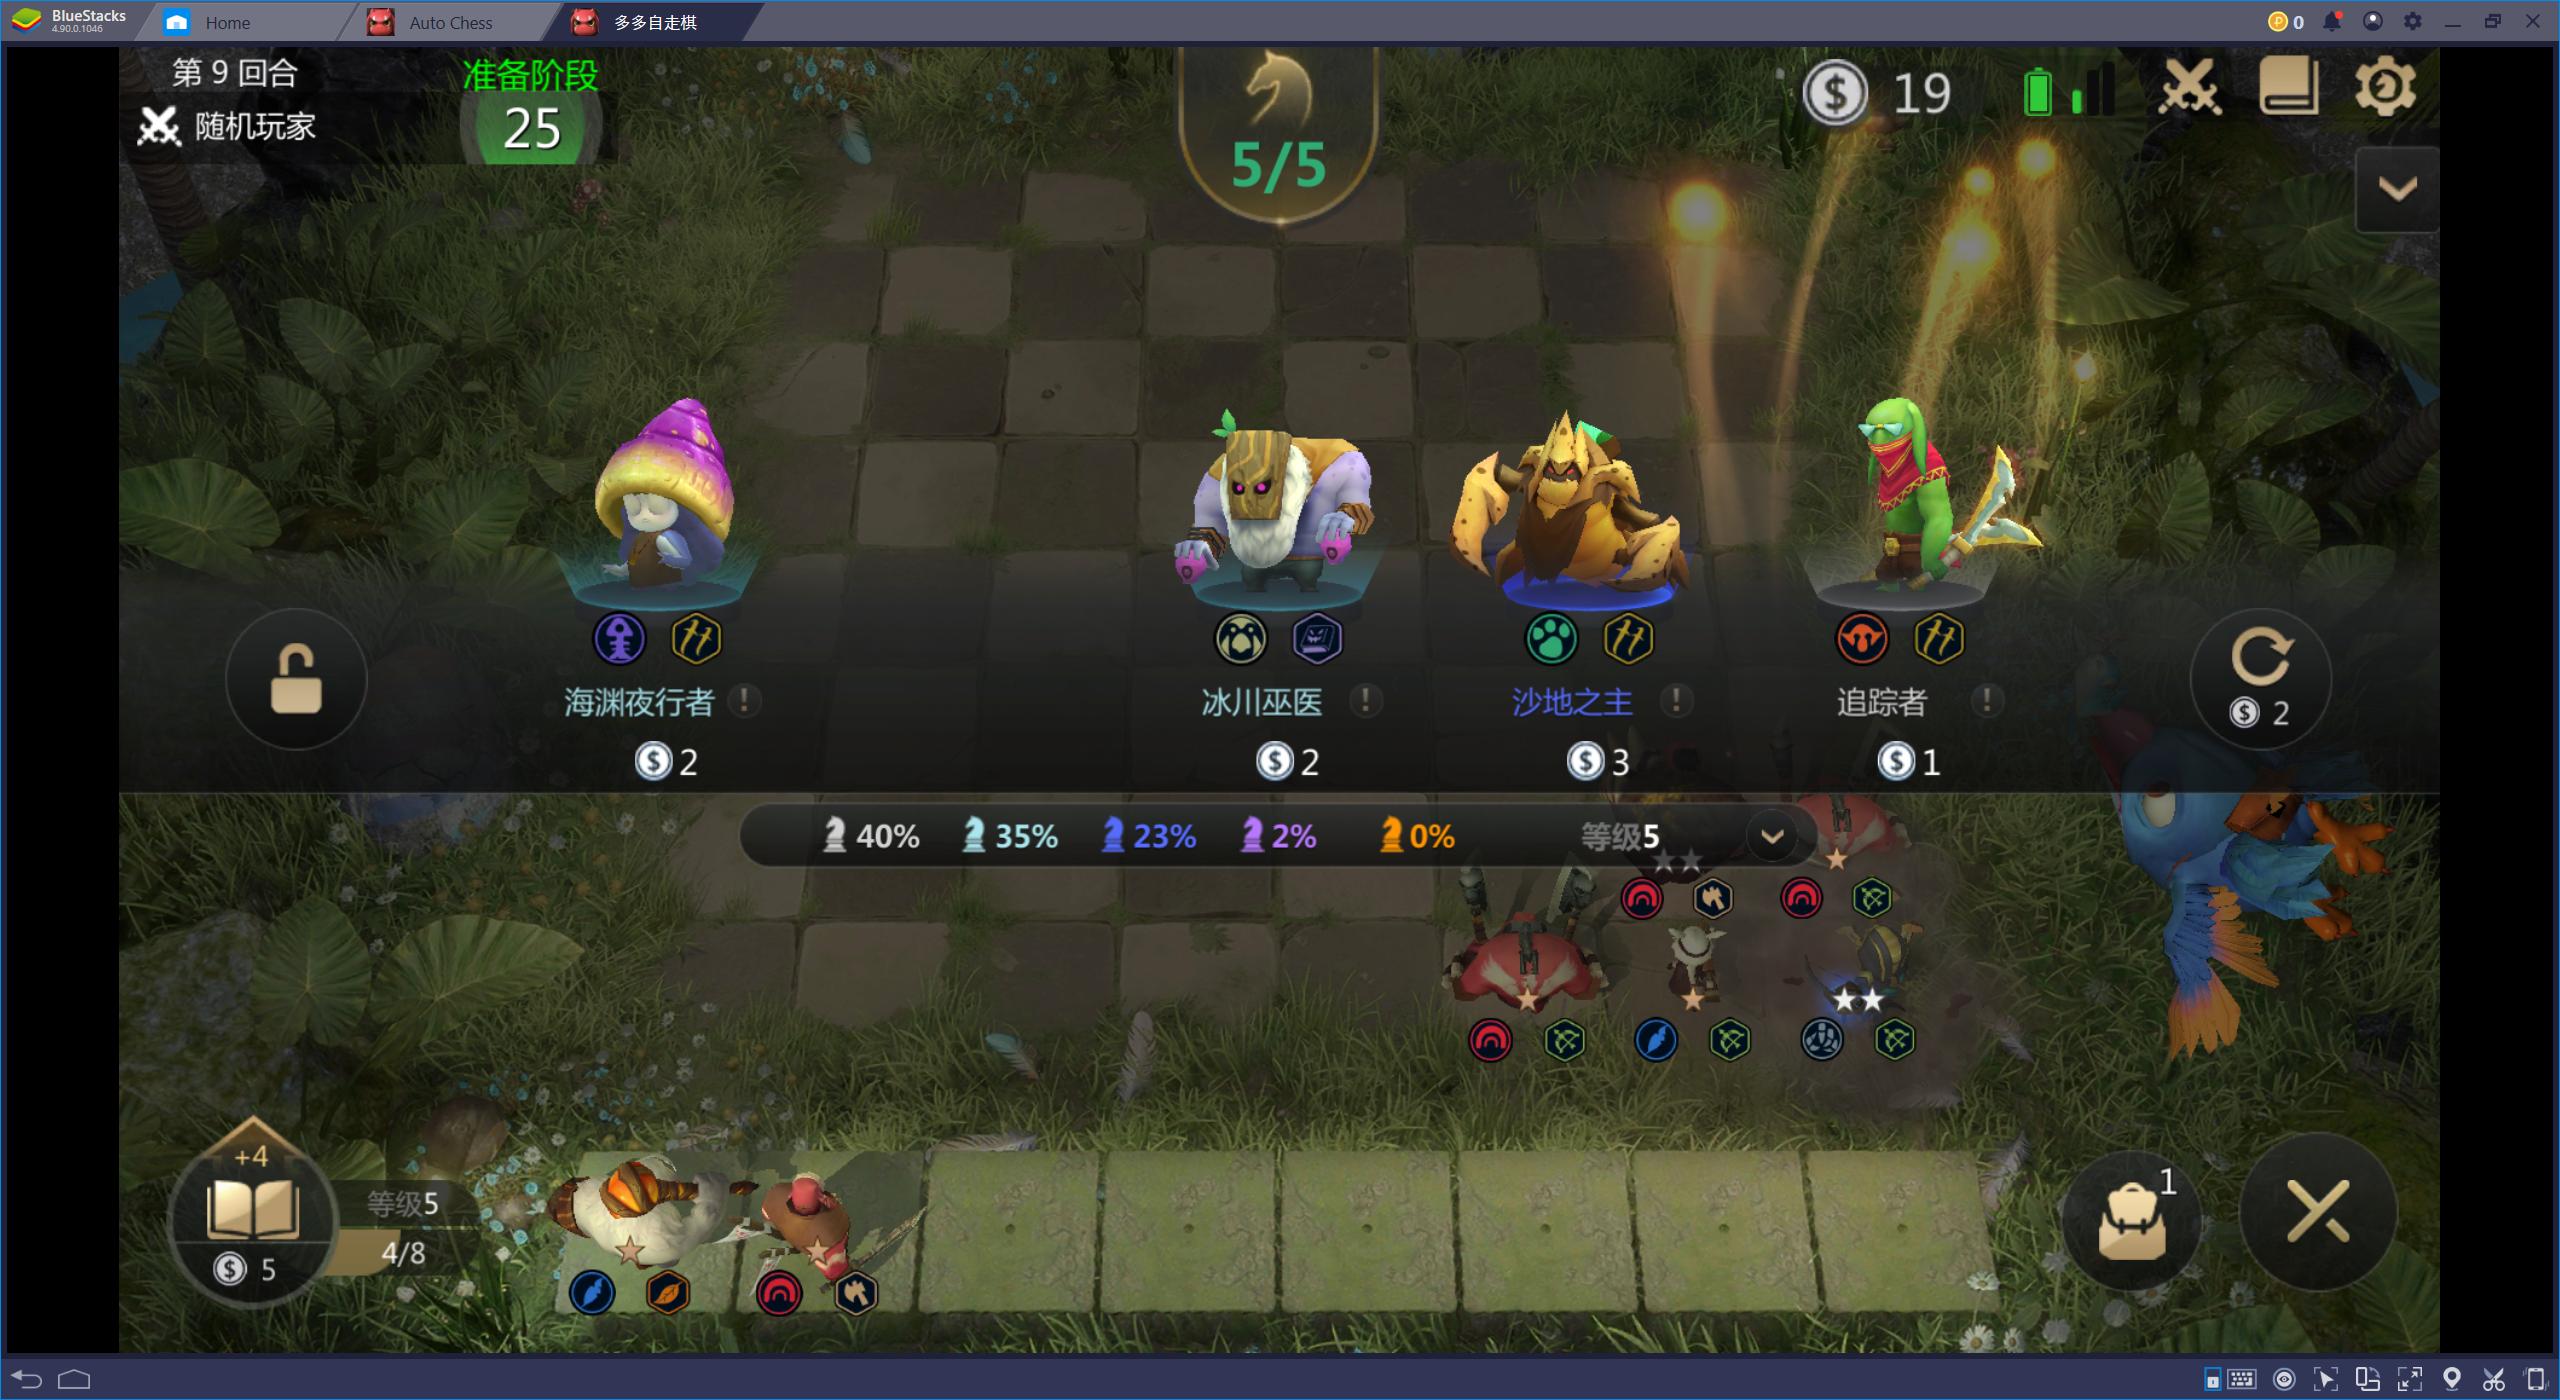 BlueStacks
4.90.0.1046
Home
Auto Chess
多多自走棋
0
第 9 回合
准备阶段
随机玩家
25
5/5
19
海渊夜行者
冰川巫医
沙地之主
追踪者
2
2
3
1
2
40% 35% 23% 2% 0% 等级5
+4
等级5
4/8
5
1